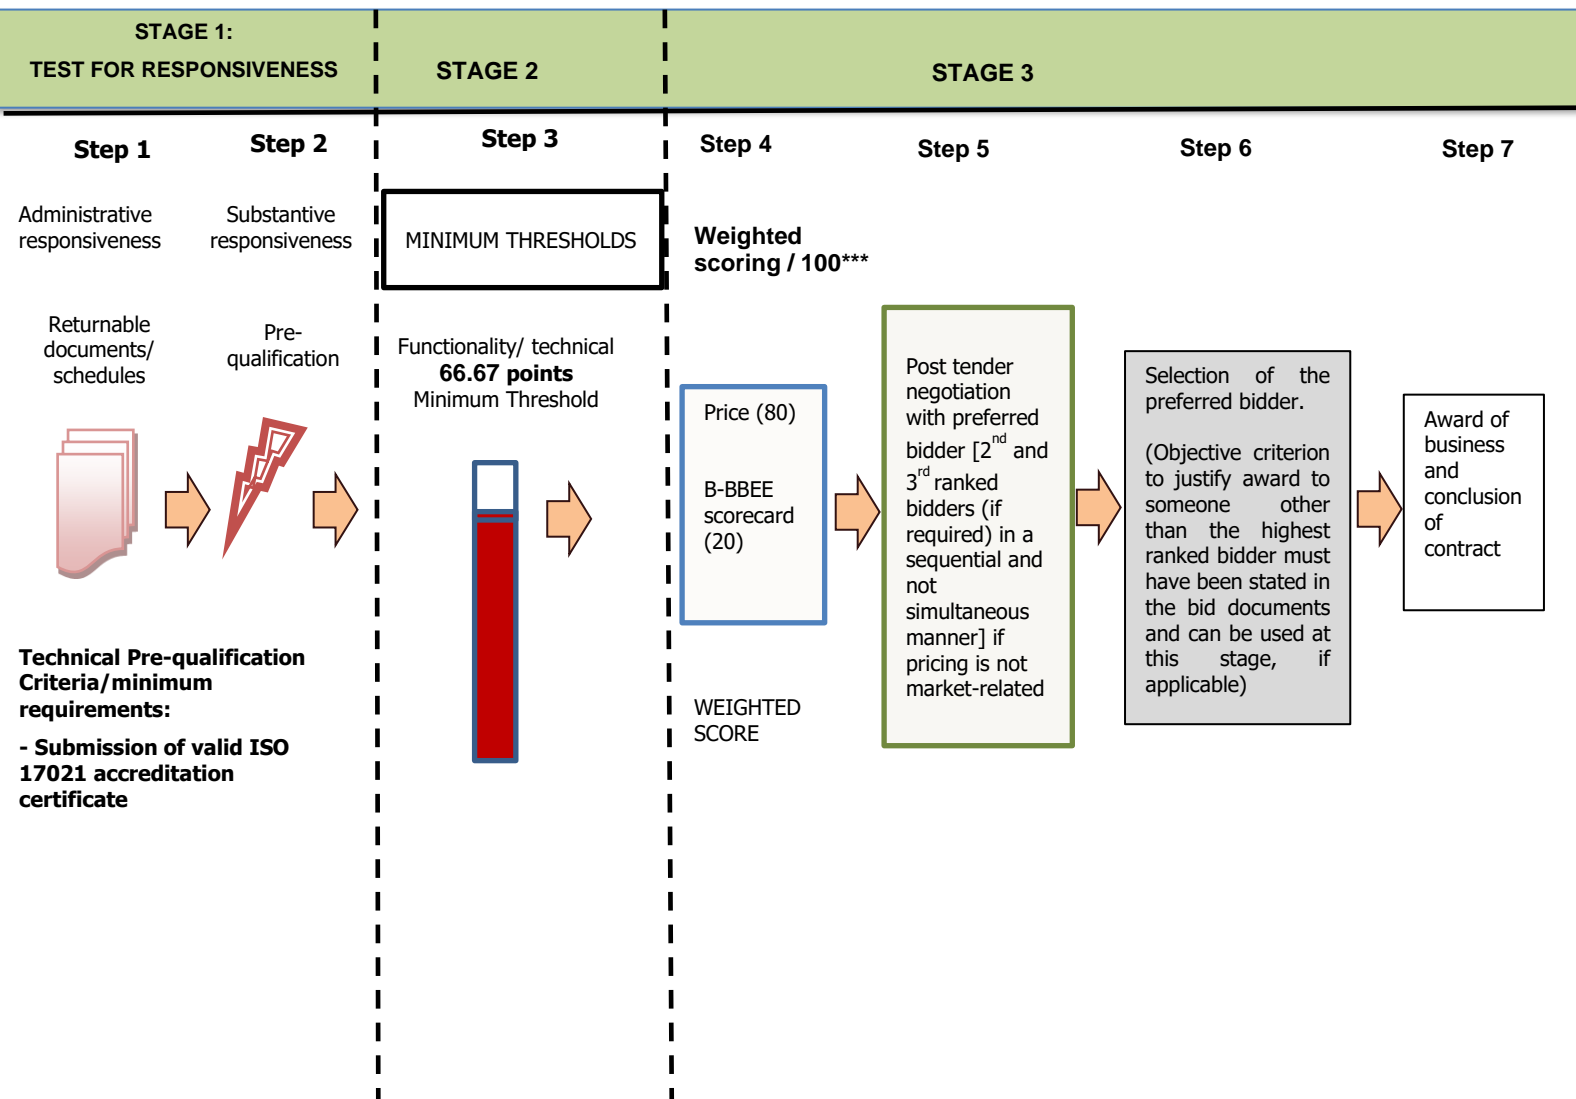 STAGE 1:
TEST FOR RESPONSIVENESS
STAGE 2
STAGE 3
Step 1
Step 2
Step 3
Step 4
Step 5
Step 6
Step 7
Administrative
responsiveness
Substantive
responsiveness
MINIMUM THRESHOLDS
Weighted
scoring / 100***
Returnable
documents/
schedules
Pre-
qualification
Functionality/ technical
66.67 points
Minimum Threshold
Price (80)
B-BBEE
scorecard
(20)
WEIGHTED
SCORE
Post tender
negotiation
with preferred
bidder [2nd and
3rd ranked
bidders (if
required) in a
sequential and
not
simultaneous
manner] if
pricing is not
market-related
Selection of the
preferred bidder.
(Objective criterion
to justify award to
someone other
than the highest
ranked bidder must
have been stated in
the bid documents
and can be used at
this stage, if
applicable)
Award of
business
and
conclusion
of
contract
Technical Pre-qualification
Criteria/minimum
requirements:
- Submission of valid ISO
17021 accreditation
certificate